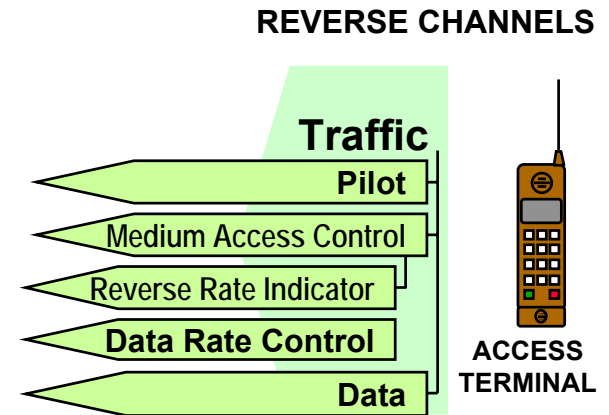 REVERSE CHANNELS
Traffic
Pilot
Medium Access Control
Reverse Rate Indicator
Data Rate Control
Data
ACCESS
TERMINAL